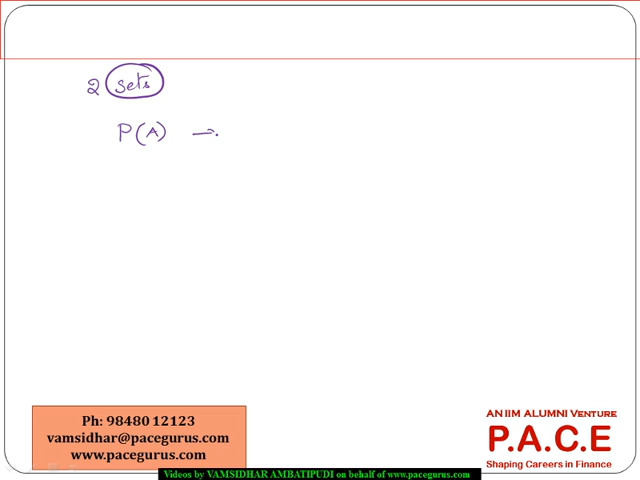 2 sets
P(A) →
Ph: 98480 12123
vamsidhar@pacegurus.com
www.pacegurus.com
AN IIM ALUMNI VENTURE
P.A.C.E
Shaping Careers in Finance
Videos by VAMSIDHAR AMBATIPUDI on behalf of www.pacegurus.com